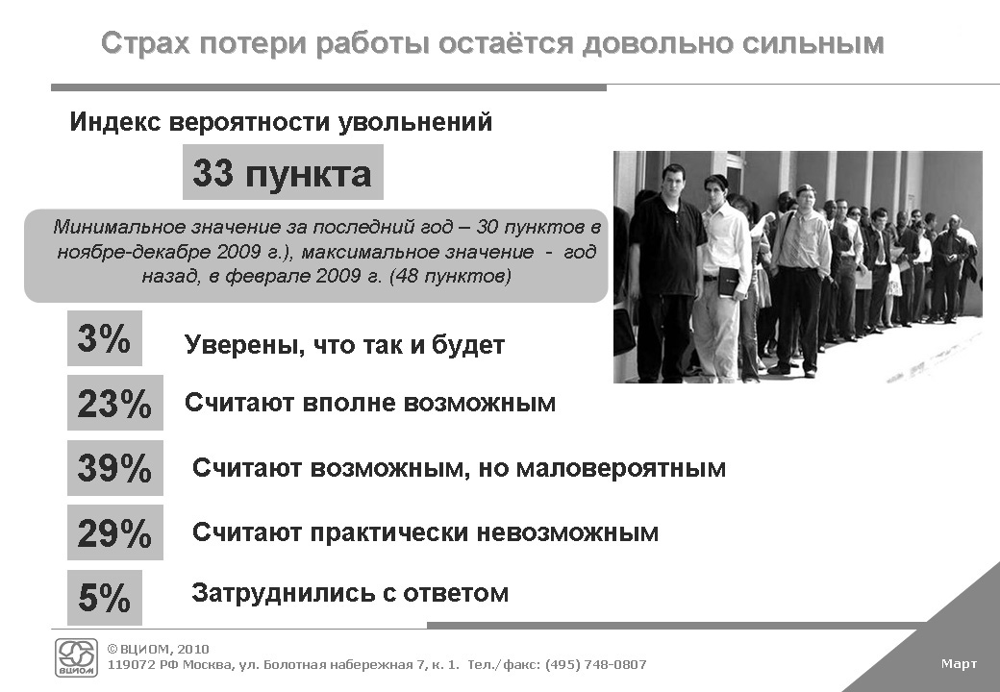 Страх потери работы остаётся довольно сильным
Индекс вероятности увольнений
33 пункта
Минимальное значение за последний год – 30 пунктов в
ноябре-декабре 2009 г.), максимальное значение - год
назад, в феврале 2009 г. (48 пунктов)
3%
Уверены, что так и будет
23%
Считают вполне возможным
39%
Считают возможным, но маловероятным
29%
Считают практически невозможным
5%
Затруднились с ответом
ВЦИОМ
© ВЦИОМ, 2010
119072 РФ Москва, ул. Болотная набережная 7, к. 1. Тел./факс: (495) 748-0807
Март